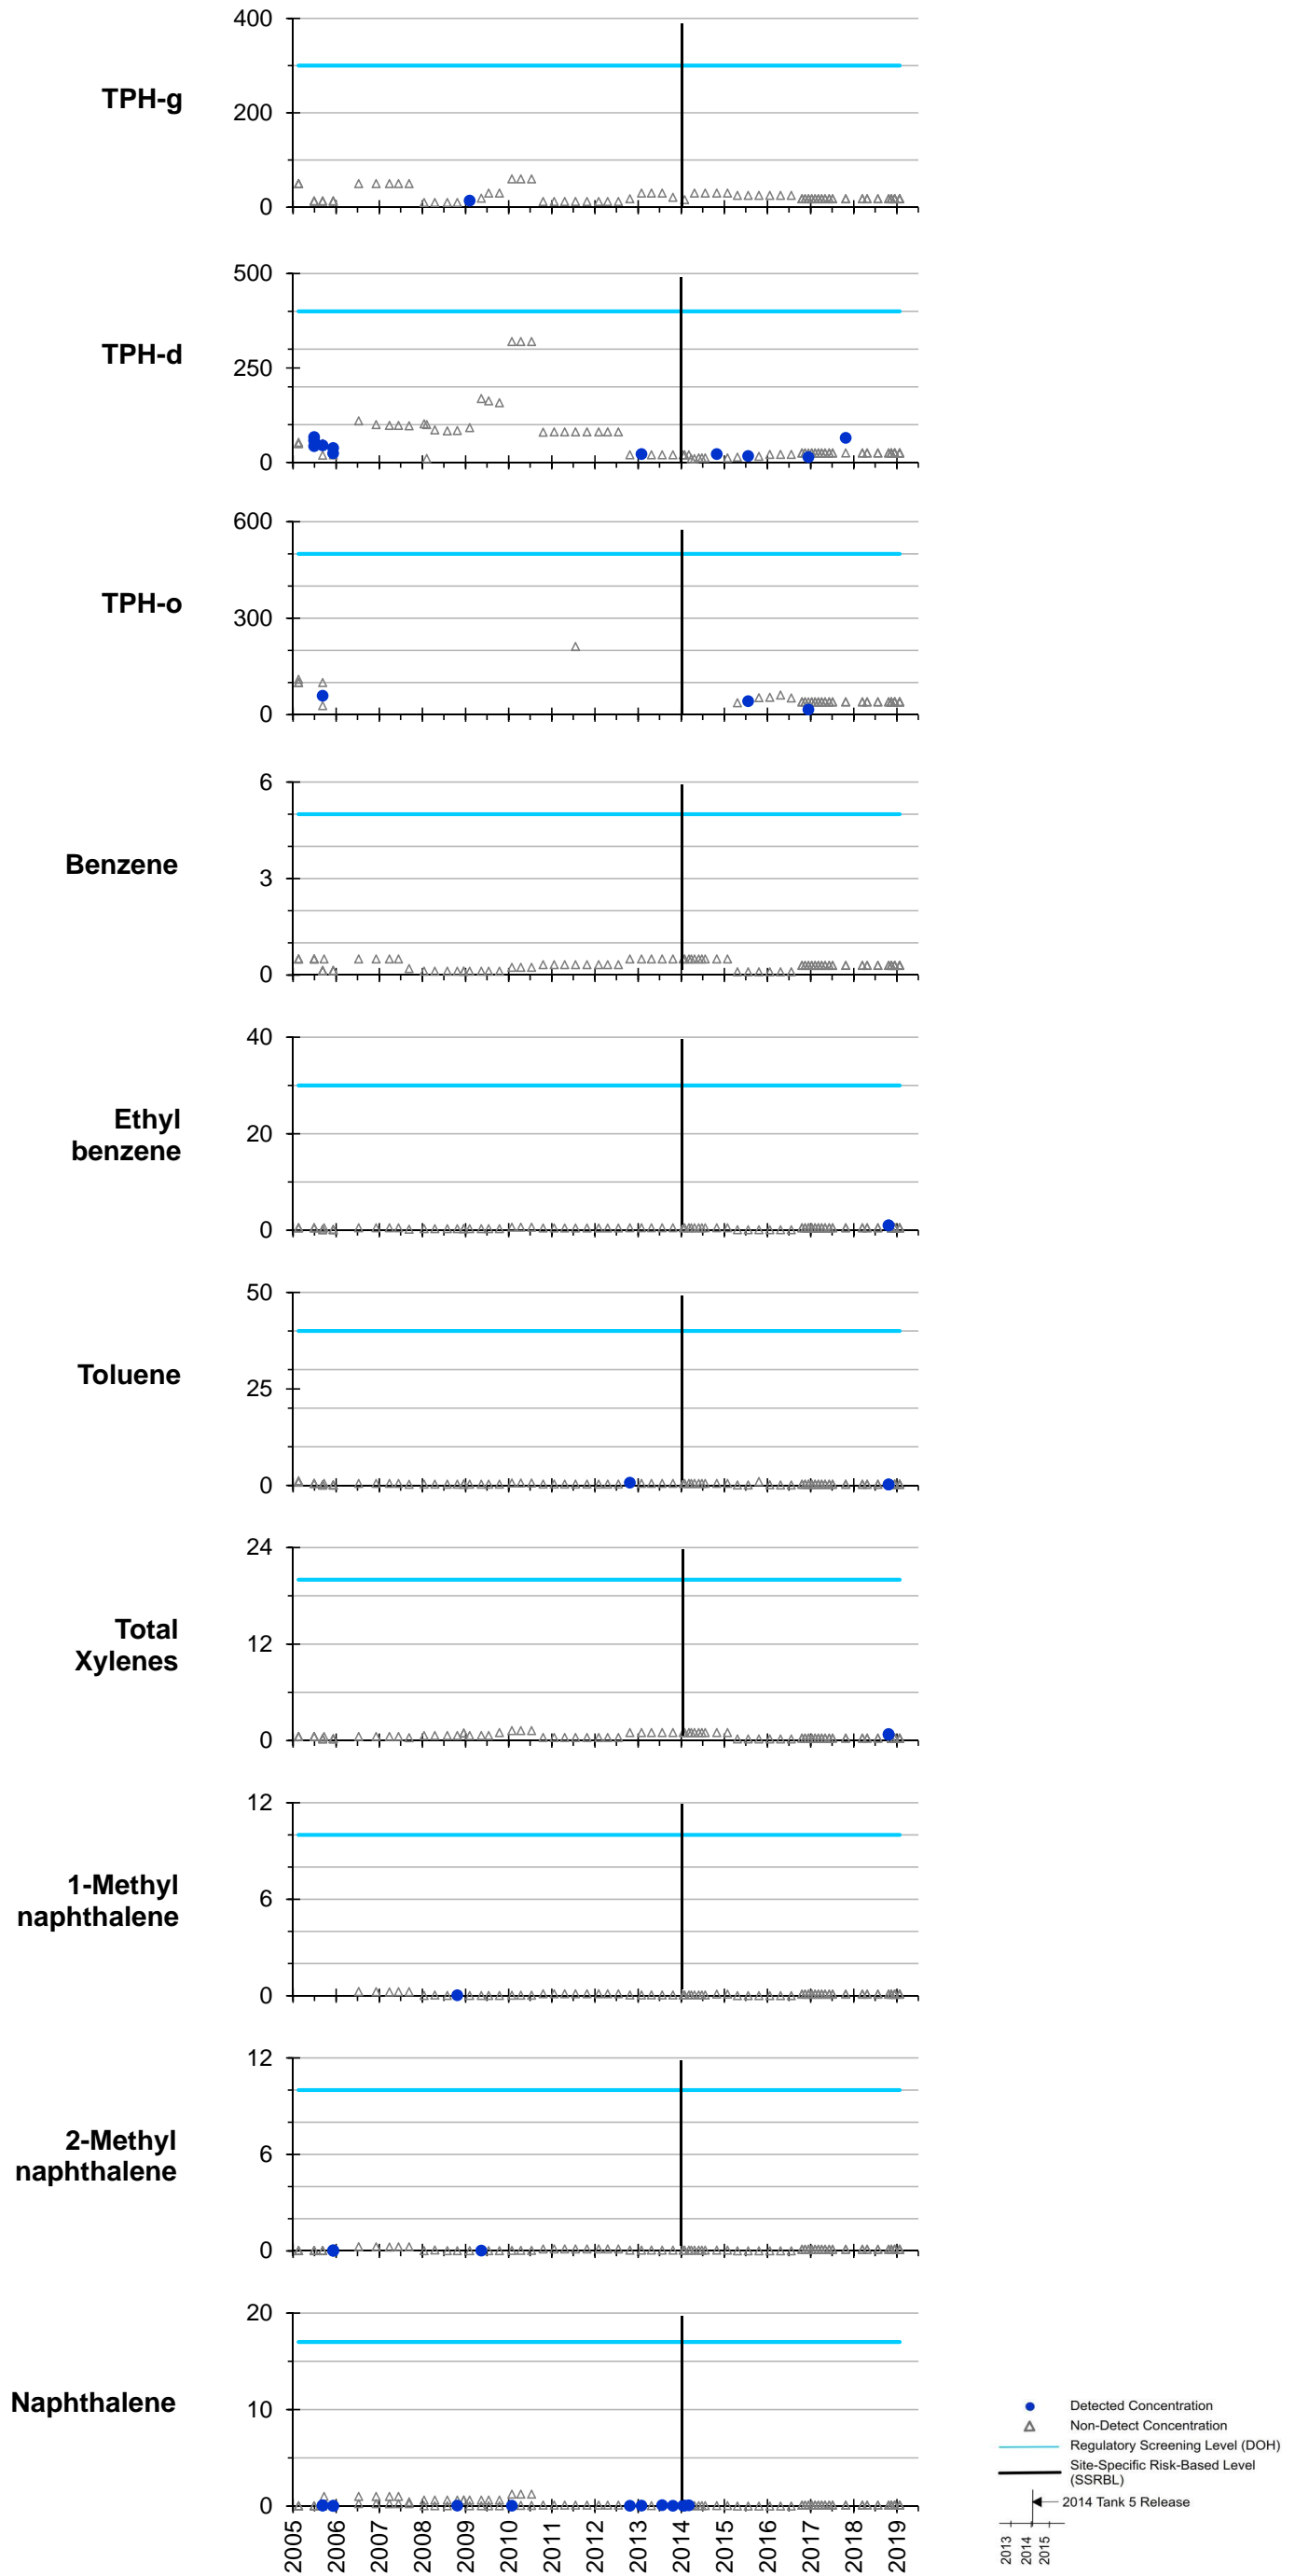 400
TPH-g
200
0
500
TPH-d
250
0
600
TPH-o
300
0
6
Benzene
3
0
40
Ethyl
benzene
20
0
50
Toluene
25
0
24
Total
Xylenes
12
0
12
1-Methyl
naphthalene
6
0
12
2-Methyl
naphthalene
6
0
20
Naphthalene
10
0
2005 2006 2007 2008 2009 2010 2011 2012 2013 2014 2015 2016 2017 2018 2019
Detected Concentration
Non-Detect Concentration
Regulatory Screening Level (DOH)
Site-Specific Risk-Based Level
(SSRBL)
2014 Tank 5 Release
2013 2014 2015